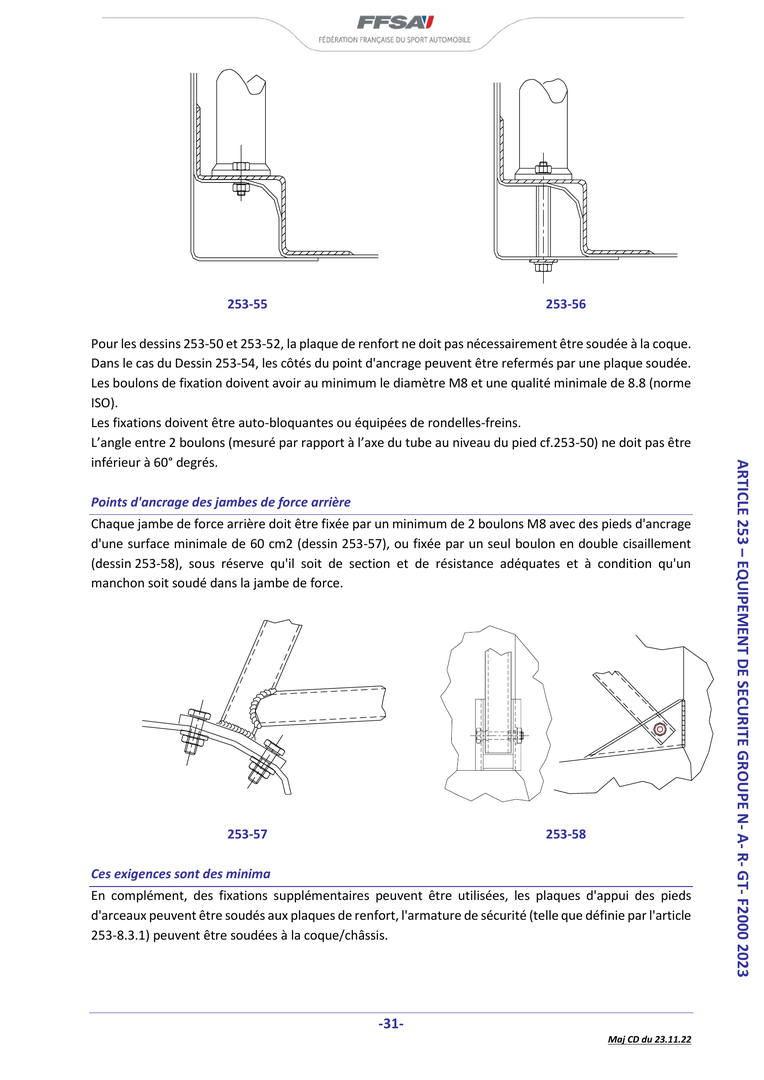 FFSA
FÉDÉRATION FRANÇAISE DU SPORT AUTOMOBILE
253-55
253-56
Pour les dessins 253-50 et 253-52, la plaque de renfort ne doit pas nécessairement être soudée à la coque.
Dans le cas du Dessin 253-54, les côtés du point d'ancrage peuvent être refermés par une plaque soudée.
Les boulons de fixation doivent avoir au minimum le diamètre M8 et une qualité minimale de 8.8 (norme
ISO).
Les fixations doivent être auto-bloquantes ou équipées de rondelles-freins.
L’angle entre 2 boulons (mesuré par rapport à l’axe du tube au niveau du pied cf.253-50) ne doit pas être
inférieur à 60° degrés.
Points d'ancrage des jambes de force arrière
Chaque jambe de force arrière doit être fixée par un minimum de 2 boulons M8 avec des pieds d'ancrage
d'une surface minimale de 60 cm2 (dessin 253-57), ou fixée par un seul boulon en double cisaillement
(dessin 253-58), sous réserve qu'il soit de section et de résistance adéquates et à condition qu'un
manchon soit soudé dans la jambe de force.
253-57
253-58
Ces exigences sont des minima
En complément, des fixations supplémentaires peuvent être utilisées, les plaques d'appui des pieds
d'arceaux peuvent être soudés aux plaques de renfort, l'armature de sécurité (telle que définie par l'article
253-8.3.1) peuvent être soudées à la coque/châssis.
ARTICLE 253 – EQUIPEMENT DE SECURITE GROUPE N- A- R- GT- F2000 2023
-31-
Maj CD du 23.11.22